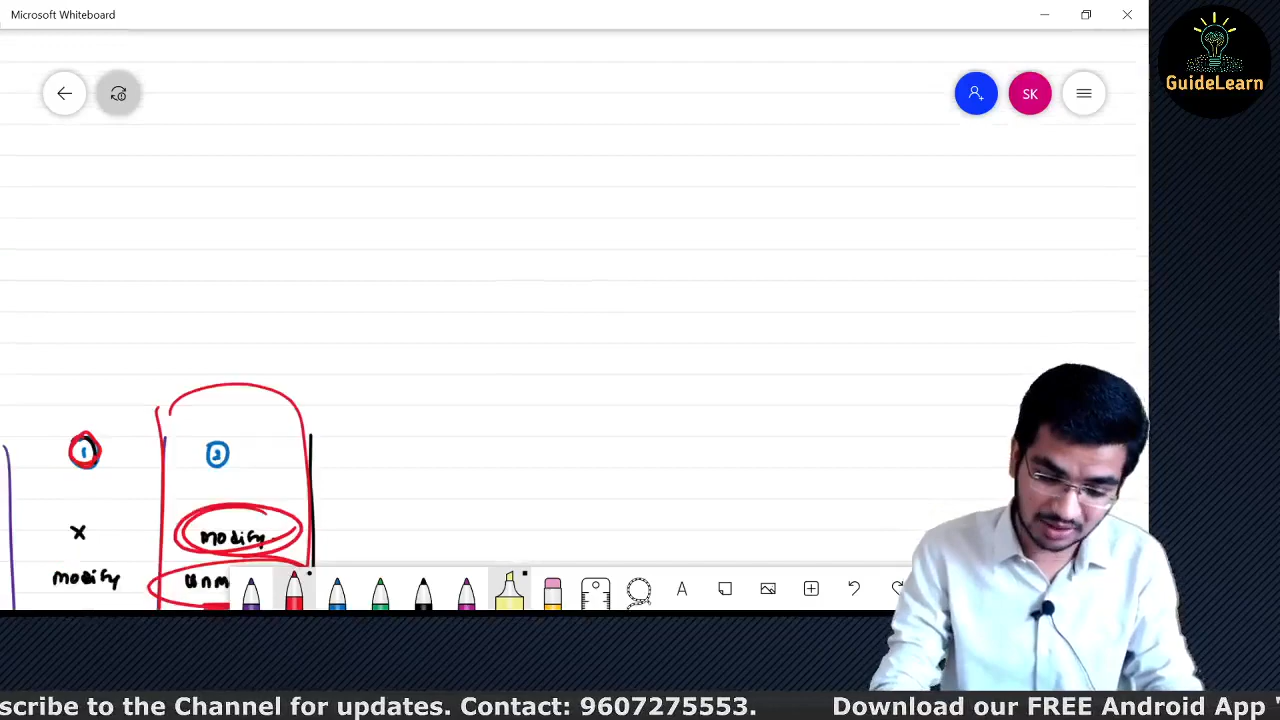 Microsoft Whiteboard
SK
GuideLearn
1
2
x
modify
modify
unm
A
scribe to the Channel for updates. Contact: 9607275553.
Download our FREE Android App